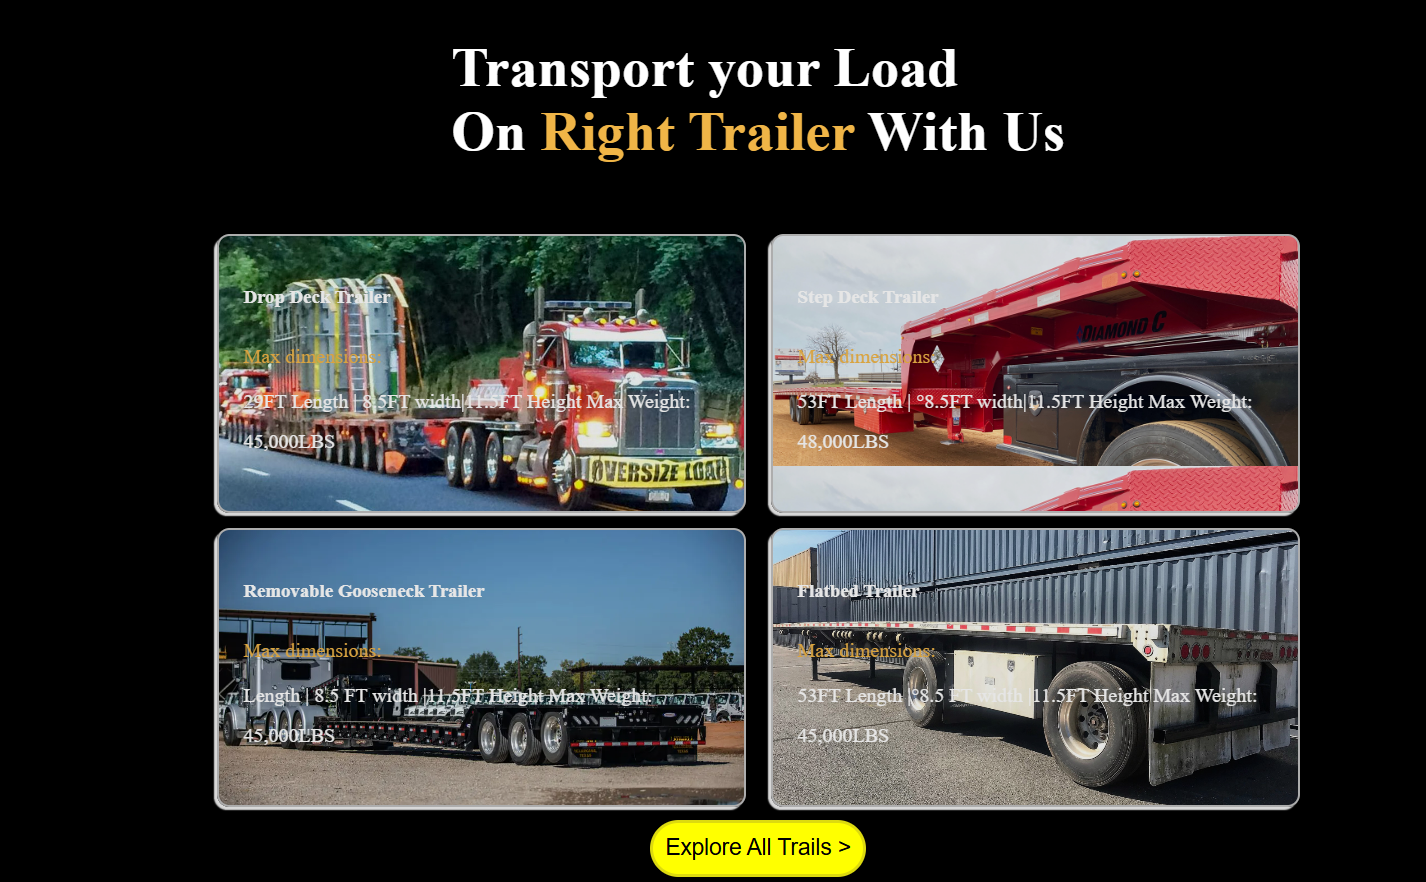 Transport your Load
On Right Trailer With Us
Drop Deck Trailer
Max dimensions:
29FT Length | 8.5FT width|11.5FT Height Max Weight:
45,000LBS
OVERSIZE LOAD
Step Deck Trailer
Max dimensions:
53FT Length | °8.5FT width|11.5FT Height Max Weight:
48,000LBS
DIAMOND C
Removable Gooseneck Trailer
Max dimensions:
Length | 8.5 FT width |11.5FT Height Max Weight:
45,000LBS
Flatbed Trailer
Max dimensions:
53FT Length |°8.5 FT width |11.5FT Height Max Weight:
45,000LBS
Explore All Trails >